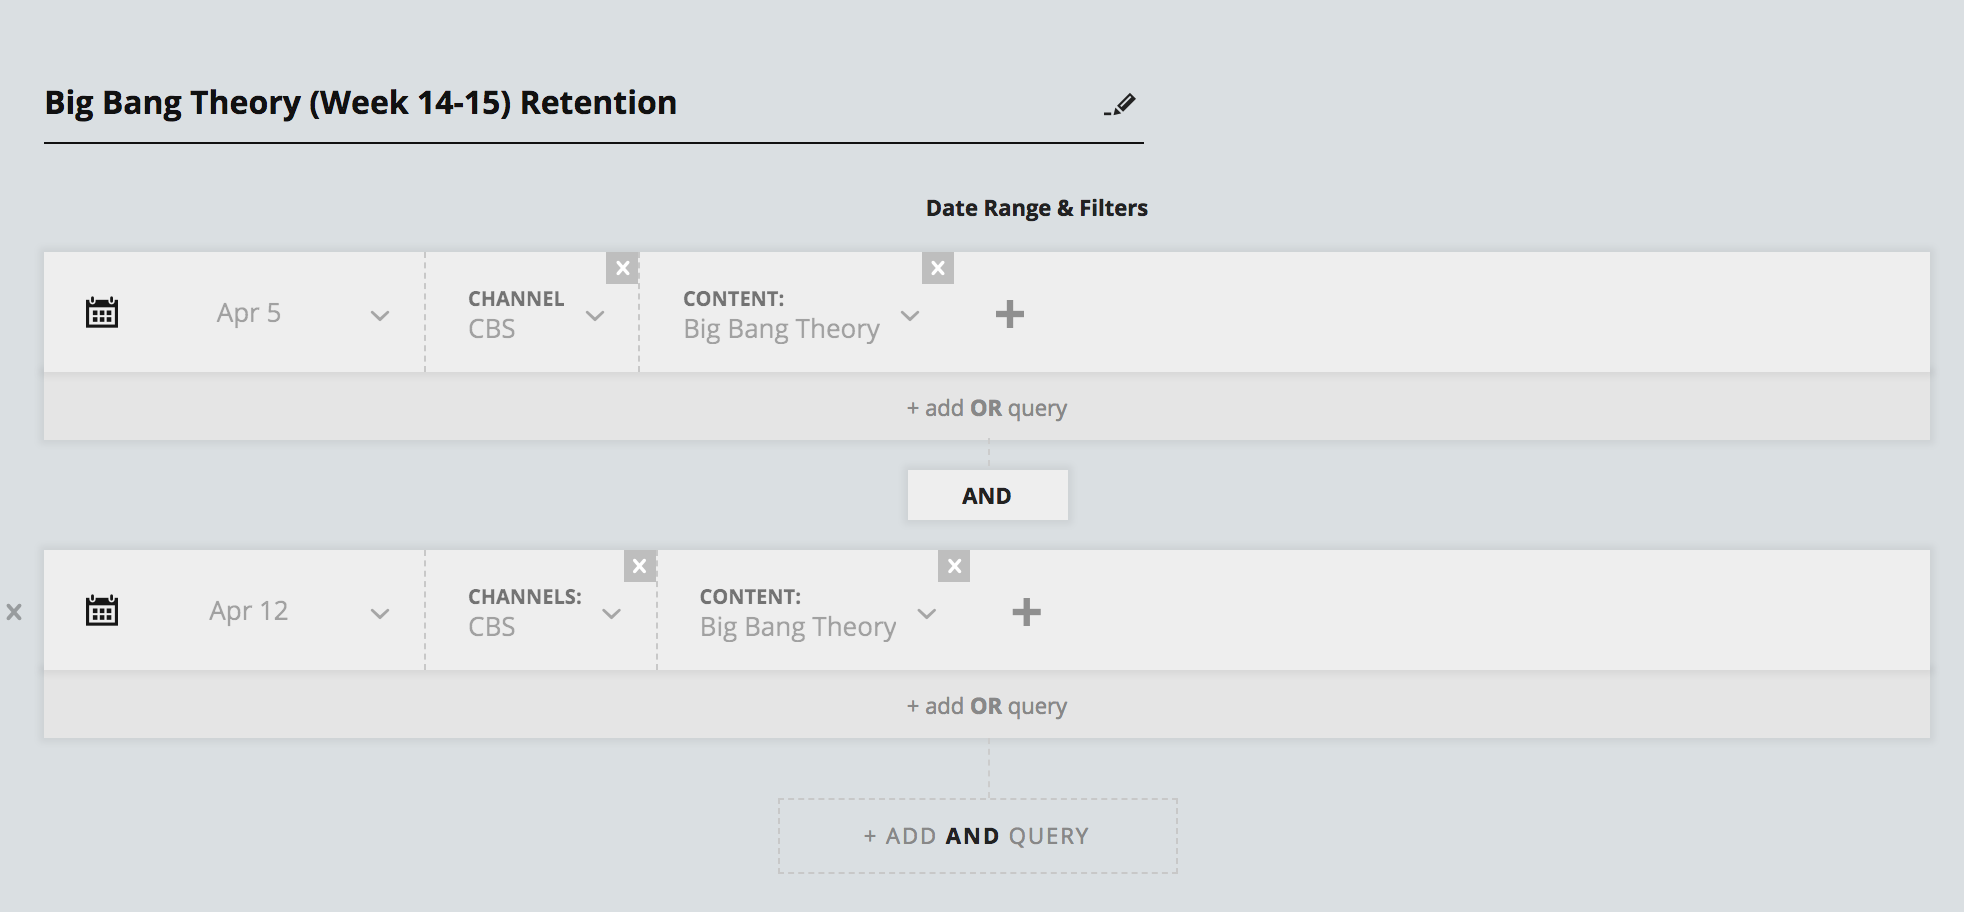 Big Bang Theory (Week 14-15) Retention
Date Range & Filters
Apr 5
CHANNEL
CBS
CONTENT:
Big Bang Theory
+ add OR query
AND
Apr 12
CHANNELS:
CBS
CONTENT:
Big Bang Theory
+ add OR query
+ ADD AND QUERY